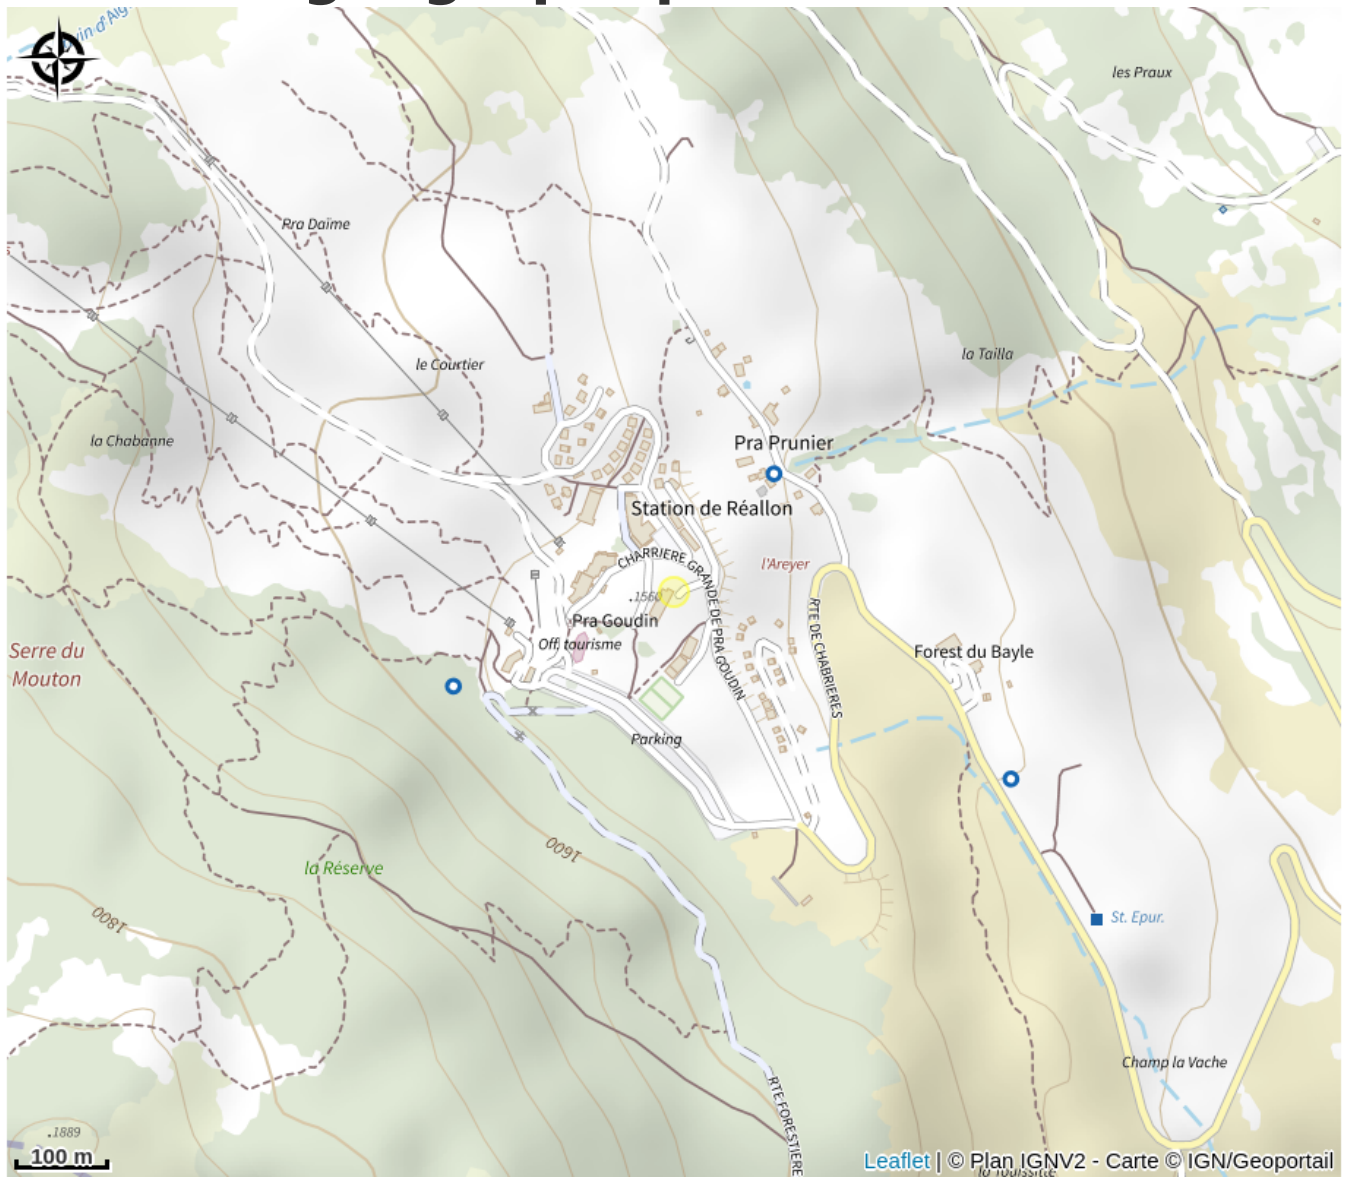 les Praux
Pra Daïme
la Tailla
le Courtier
la Chabanne
Pra Prunier
Station de Réallon
CHARRIERE GRANDE DE PRA GOUDIN
l'Areyer
.1560
RTE DE CHABRIERES
Pra Goudin
Off. tourisme
Forest du Bayle
Serre du
Mouton
Parking
1600
la Réserve
1800
St. Epur.
Champ la Vache
RTE FORESTIERE
.1889
100 m
Leaflet | © Plan IGNV2 - Carte © IGN/Geoportail